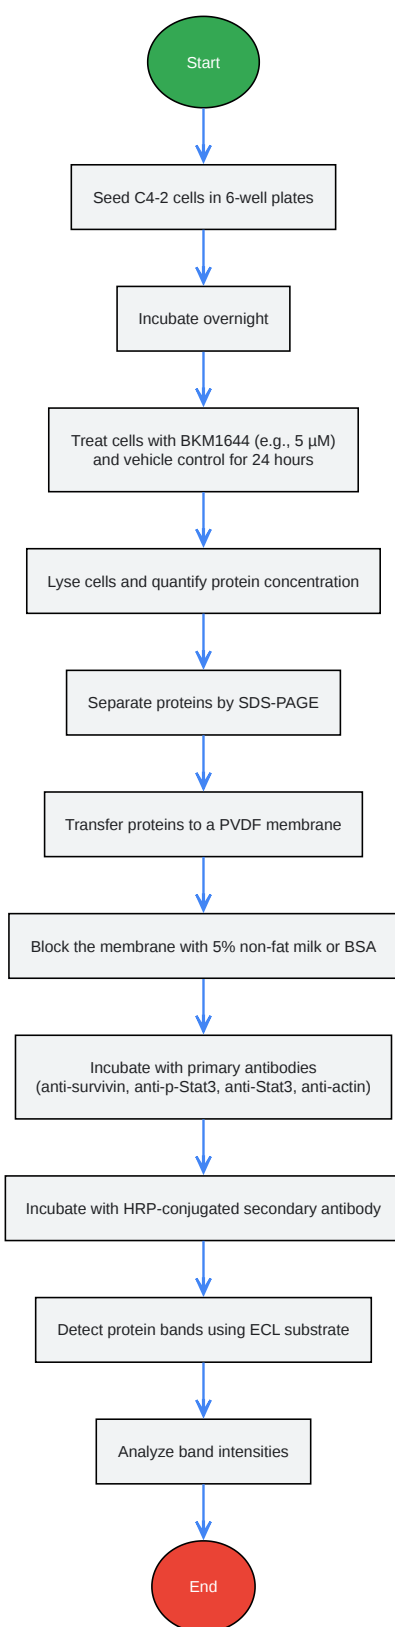 Start
Seed C4-2 cells in 6-well plates
Incubate overnight
Treat cells with BKM1644 (e.g., 5 µM)
and vehicle control for 24 hours
Lyse cells and quantify protein concentration
Separate proteins by SDS-PAGE
Transfer proteins to a PVDF membrane
Block the membrane with 5% non-fat milk or BSA
Incubate with primary antibodies
(anti-survivin, anti-p-Stat3, anti-Stat3, anti-actin)
Incubate with HRP-conjugated secondary antibody
Detect protein bands using ECL substrate
Analyze band intensities
End